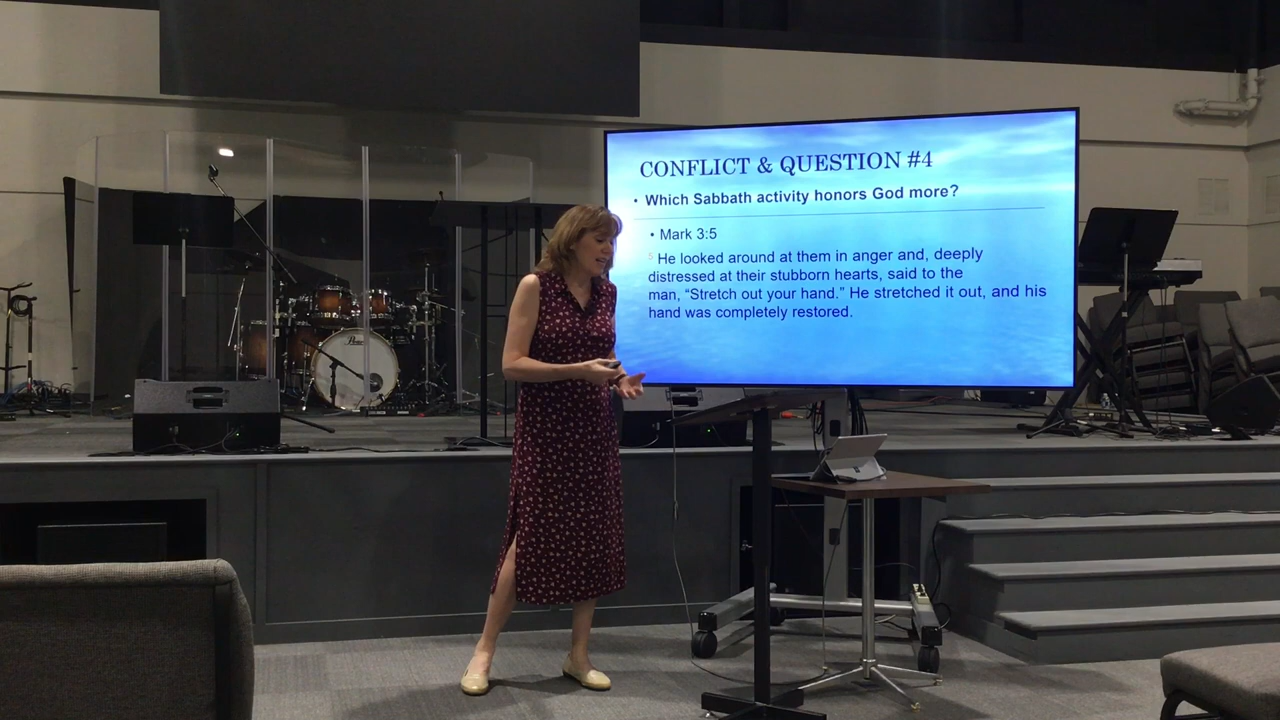 CONFLICT & QUESTION #4
• Which Sabbath activity honors God more?
• Mark 3:5
5 He looked around at them in anger and, deeply
distressed at their stubborn hearts, said to the
man, “Stretch out your hand.” He stretched it out, and his
hand was completely restored.
Pearl